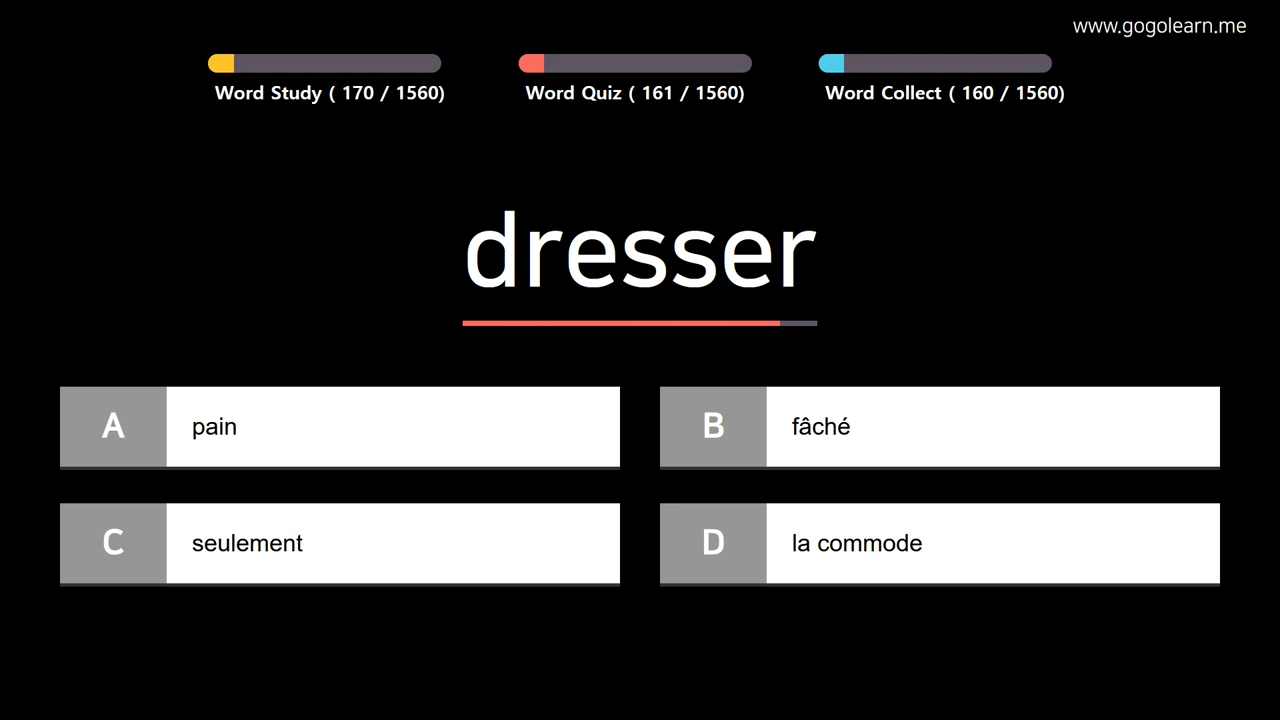 www.gogolearn.me
Word Study ( 170 / 1560)
Word Quiz ( 161 / 1560)
Word Collect ( 160 / 1560)
dresser
A pain
B fâché
C seulement
D la commode